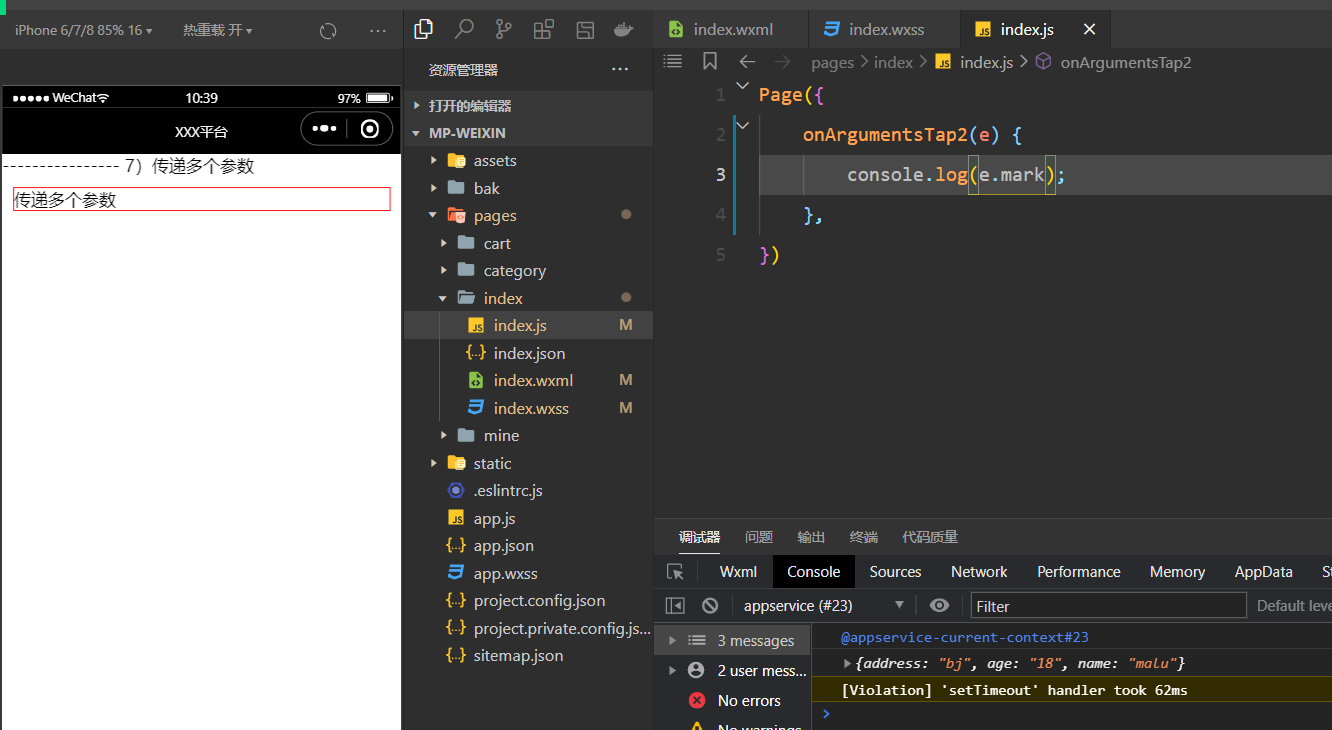 iPhone 6/7/8 85% 16
热重载 开
WeChat
10:39
97%
XXX平台
---------------- 7）传递多个参数
传递多个参数
资源管理器
打开的编辑器
MP-WEIXIN
assets
bak
pages
cart
category
index
index.js M
index.json
index.wxml M
index.wxss M
mine
static
.eslintrc.js
app.js
app.json
app.wxss
project.config.json
project.private.config.js...
sitemap.json
index.wxml
index.wxss
index.js
pages > index > index.js > onArgumentsTap2
1 Page({
2 onArgumentsTap2(e) {
3 console.log(e.mark);
4 },
5 })
调试器 问题 输出 终端 代码质量
Wxml Console Sources Network Performance Memory AppData
appservice (#23) Filter Default leve
3 messages
2 user mess...
No errors
No warnings
@appservice-current-context#23
{address: "bj", age: "18", name: "malu"}
[Violation] 'setTimeout' handler took 62ms
>